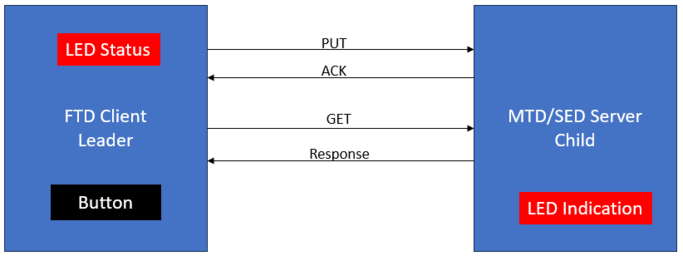 LED Status
FTD Client
Leader
Button
PUT
ACK
GET
Response
MTD/SED Server
Child
LED Indication